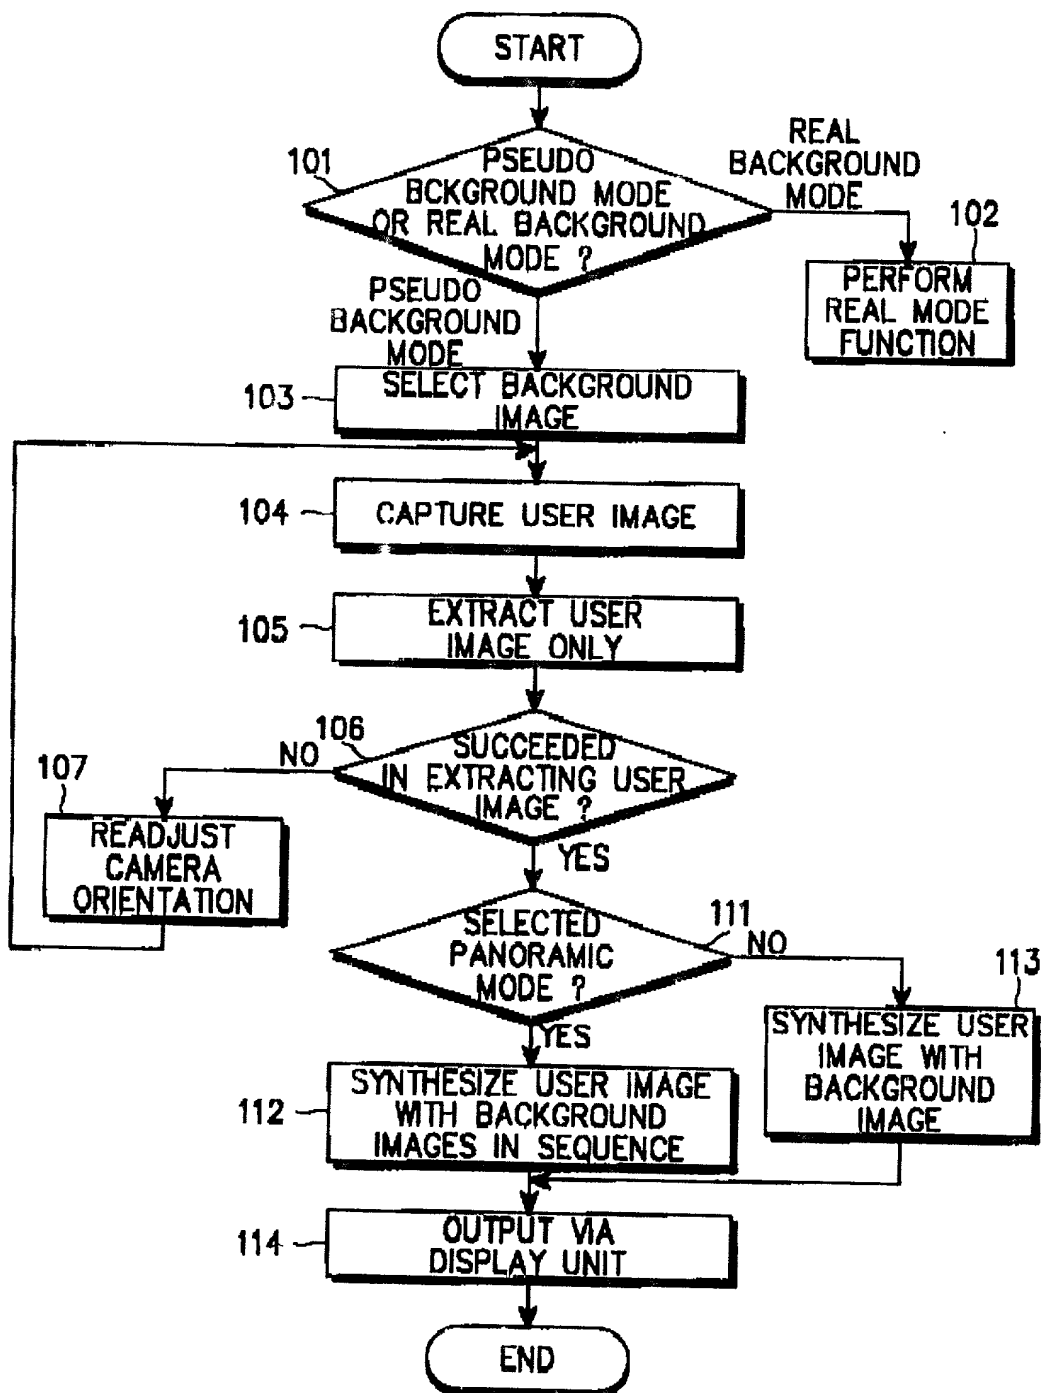 START
101
PSEUDO
BCKGROUND MODE
OR REAL BACKGROUND
MODE ?
REAL
BACKGROUND
MODE
102
PERFORM
REAL MODE
FUNCTION
PSEUDO
BACKGROUND
MODE
103
SELECT BACKGROUND
IMAGE
104
CAPTURE USER IMAGE
105
EXTRACT USER
IMAGE ONLY
106
SUCCEEDED
IN EXTRACTING USER
IMAGE ?
NO
107
READJUST
CAMERA
ORIENTATION
YES
SELECTED
PANORAMIC
MODE ?
111
NO
113
SYNTHESIZE USER
IMAGE WITH
BACKGROUND
IMAGE
YES
112
SYNTHESIZE USER IMAGE
WITH BACKGROUND
IMAGES IN SEQUENCE
114
OUTPUT VIA
DISPLAY UNIT
END